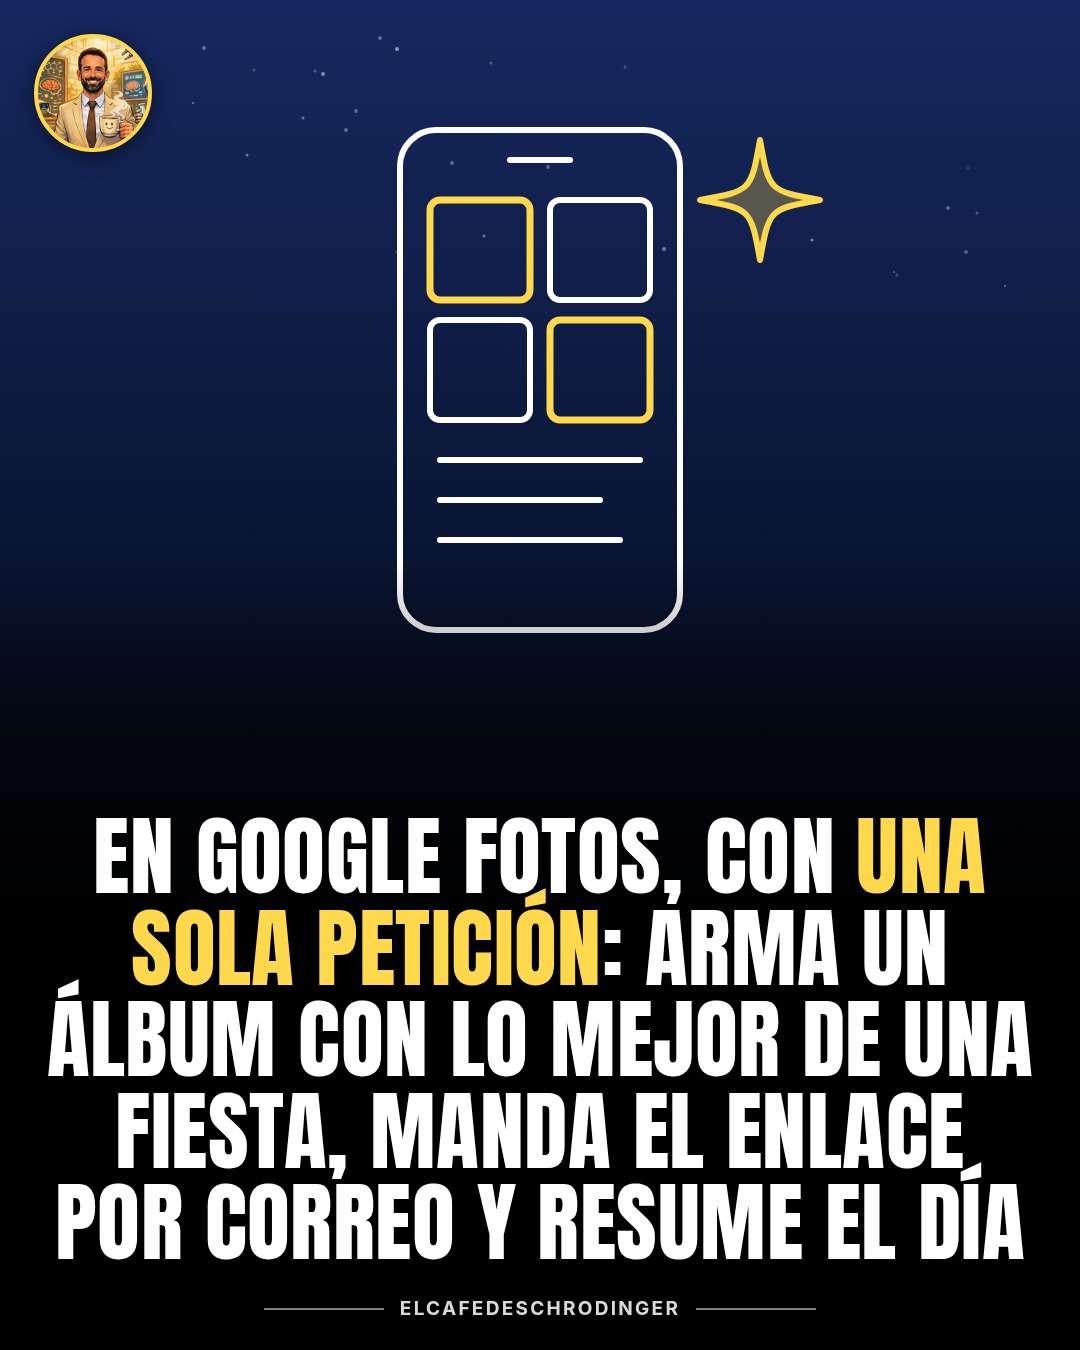 EN GOOGLE FOTOS, CON UNA
SOLA PETICIÓN: ARMA UN
ÁLBUM CON LO MEJOR DE UNA
FIESTA, MANDA EL ENLACE
POR CORREO Y RESUME EL DÍA
ELCAFEDESCHRODINGER